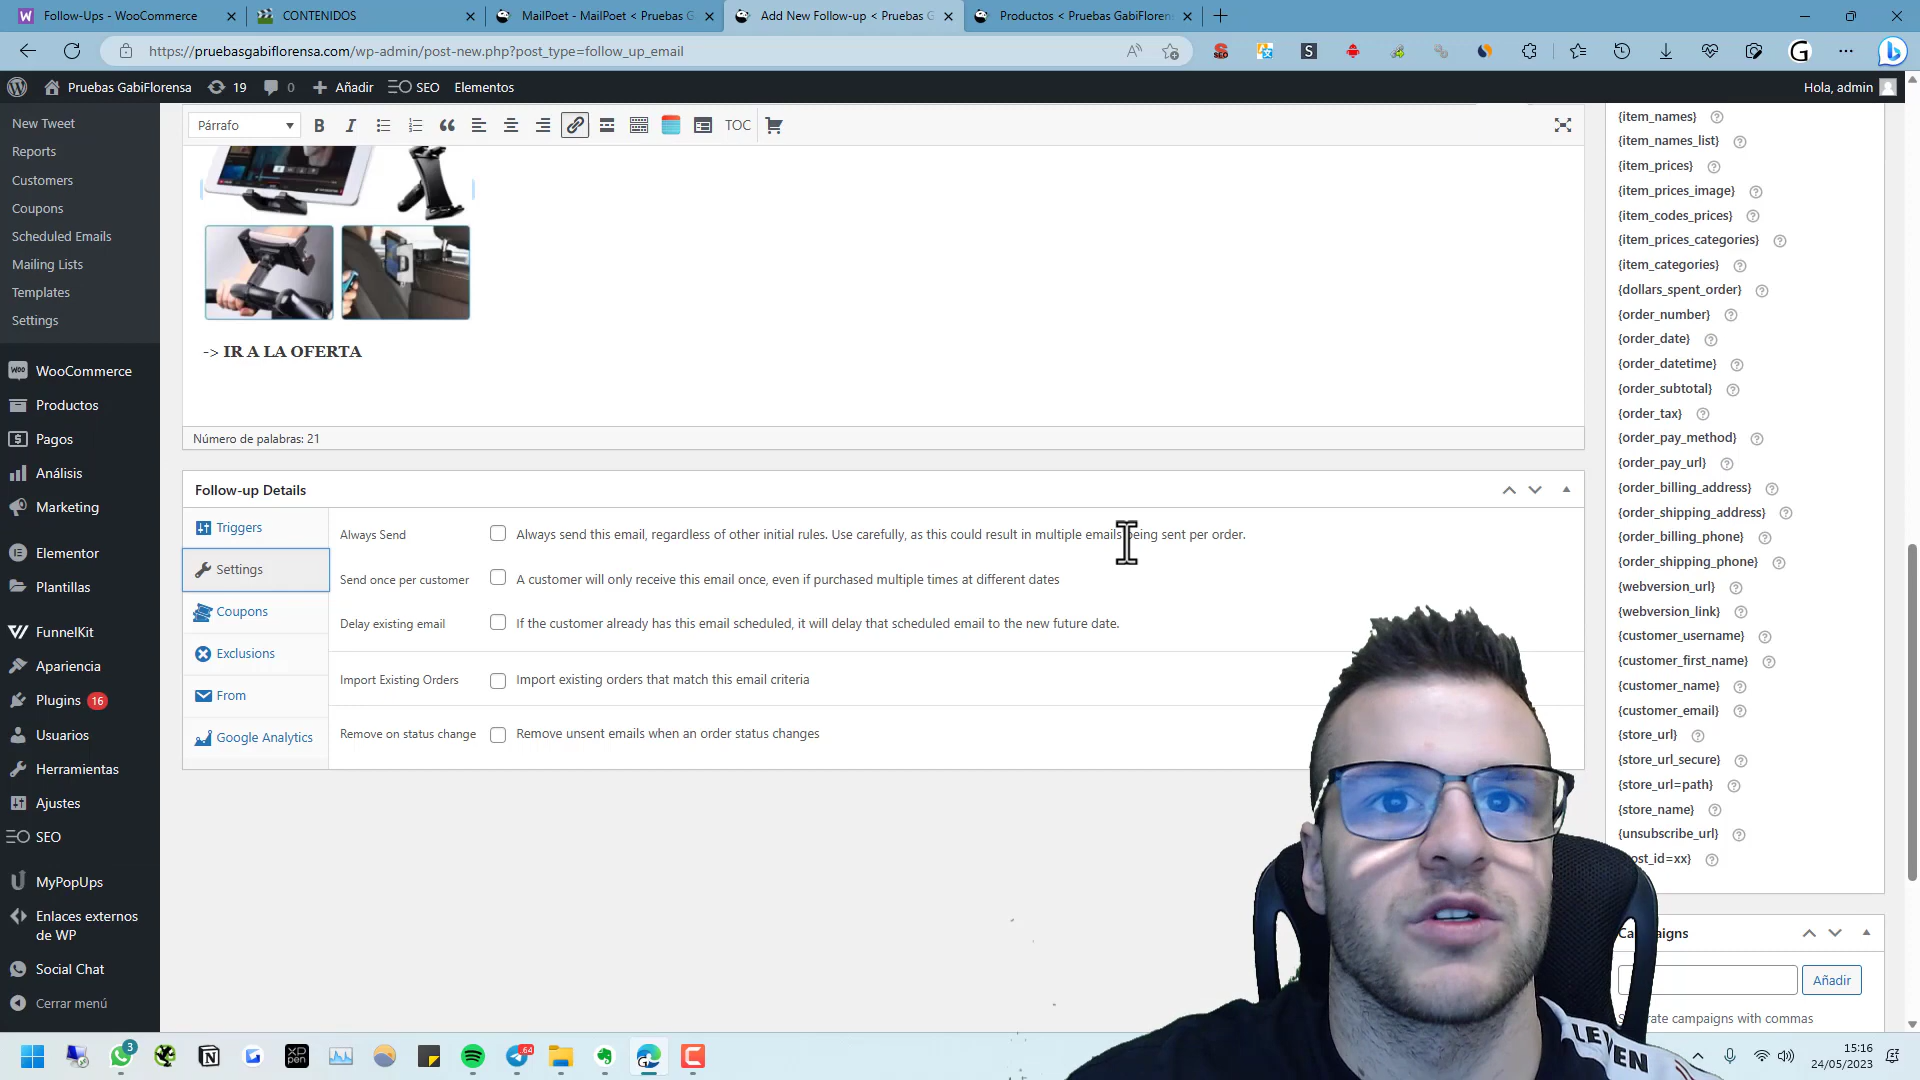 Follow-Ups - WooCommerce
CONTENIDOS
MailPoet - MailPoet < Pruebas G
Add New Follow-up < Pruebas G
Productos < Pruebas GabiFloren
https://pruebasgabiflorensa.com/wp-admin/post-new.php?post_type=follow_up_email
Pruebas GabiFlorensa
19
0
Añadir
SEO
Elementos
Hola, admin
New Tweet
Reports
Customers
Coupons
Scheduled Emails
Mailing Lists
Templates
Settings
WooCommerce
Productos
Pagos
Análisis
Marketing
Elementor
Plantillas
FunnelKit
Apariencia
Plugins 16
Usuarios
Herramientas
Ajustes
SEO
MyPopUps
Enlaces externos
de WP
Social Chat
Cerrar menú
Párrafo
TOC
-> IR A LA OFERTA
Número de palabras: 21
Follow-up Details
Triggers
Settings
Coupons
Exclusions
From
Google Analytics
Always Send
Always send this email, regardless of other initial rules. Use carefully, as this could result in multiple emails being sent per order.
Send once per customer
A customer will only receive this email once, even if purchased multiple times at different dates
Delay existing email
If the customer already has this email scheduled, it will delay that scheduled email to the new future date.
Import Existing Orders
Import existing orders that match this email criteria
Remove on status change
Remove unsent emails when an order status changes
{item_names}
{item_names_list}
{item_prices}
{item_prices_image}
{item_codes_prices}
{item_prices_categories}
{item_categories}
{dollars_spent_order}
{order_number}
{order_date}
{order_datetime}
{order_subtotal}
{order_tax}
{order_pay_method}
{order_pay_url}
{order_billing_address}
{order_shipping_address}
{order_billing_phone}
{order_shipping_phone}
{webversion_url}
{webversion_link}
{customer_username}
{customer_first_name}
{customer_name}
{customer_email}
{store_url}
{store_url_secure}
{store_url=path}
{store_name}
{unsubscribe_url}
ost_id=xx}
Añadir
rate campaigns with commas
LEVEN
3
64
15:16
24/05/2023